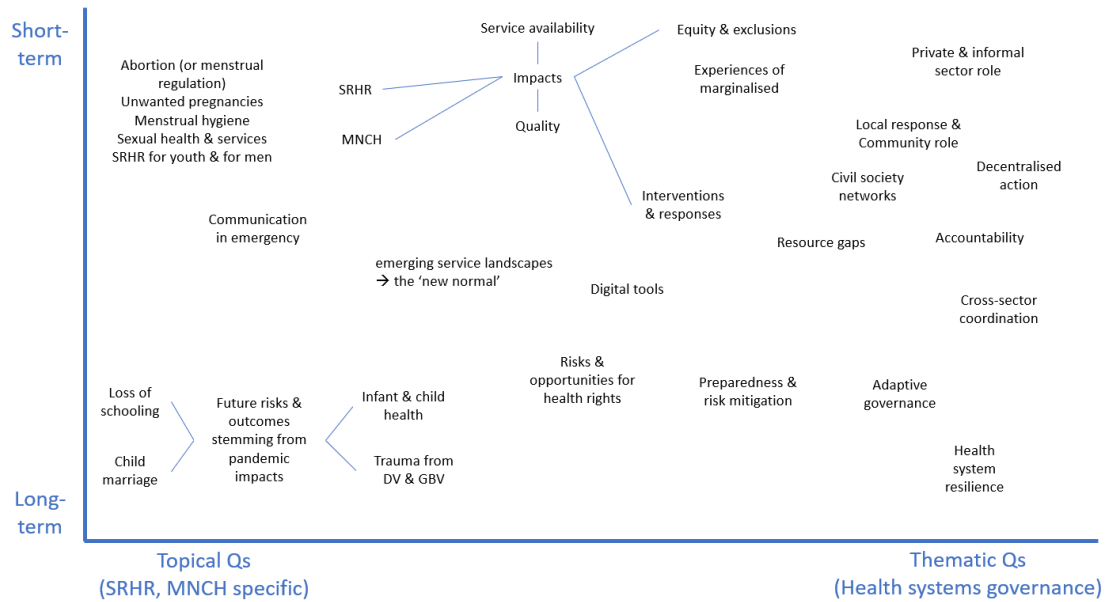 Short-
term
Service availability
Equity & exclusions
Private & informal
sector role
Abortion (or menstrual
regulation)
Unwanted pregnancies
Menstrual hygiene
Sexual health & services
SRHR for youth & for men
SRHR
MNCH
Impacts
Quality
Experiences of
marginalised
Local response &
Community role
Decentralised
action
Civil society
networks
Interventions
& responses
Communication
in emergency
Resource gaps
Accountability
emerging service landscapes
→ the ‘new normal’
Digital tools
Cross-sector
coordination
Risks &
opportunities for
health rights
Preparedness &
risk mitigation
Adaptive
governance
Loss of
schooling
Child
marriage
Future risks &
outcomes
stemming from
pandemic
impacts
Infant & child
health
Trauma from
DV & GBV
Health
system
resilience
Long-
term
Topical Qs
(SRHR, MNCH specific)
Thematic Qs
(Health systems governance)